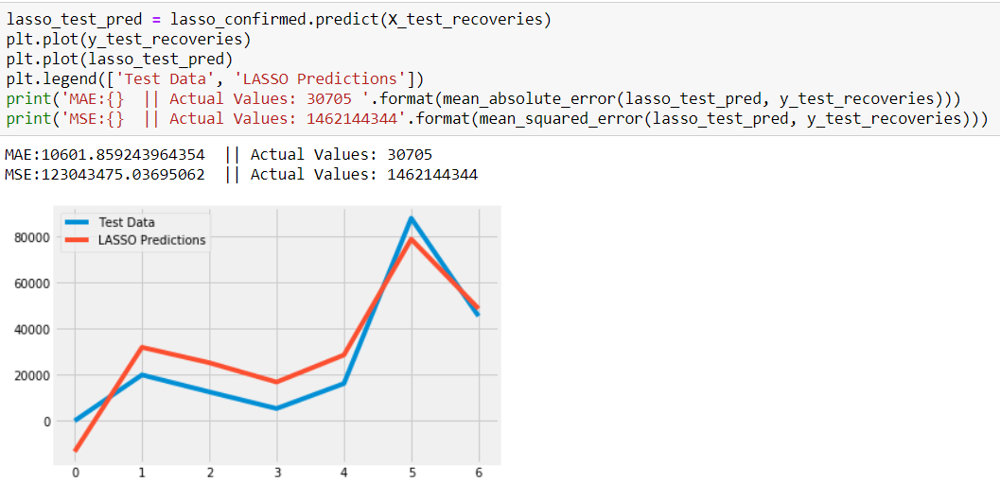 lasso_test_pred = lasso_confirmed.predict(X_test_recoveries)
plt.plot(y_test_recoveries)
plt.plot(lasso_test_pred)
plt.legend(['Test Data', 'LASSO Predictions'])
print('MAE:{}  || Actual Values: 30705 '.format(mean_absolute_error(lasso_test_pred, y_test_recoveries)))
print('MSE:{}  || Actual Values: 1462144344'.format(mean_squared_error(lasso_test_pred, y_test_recoveries)))
MAE:10601.859243964354  || Actual Values: 30705
MSE:123043475.03695062  || Actual Values: 1462144344
Test Data
LASSO Predictions
80000
60000
40000
20000
0
0 1 2 3 4 5 6